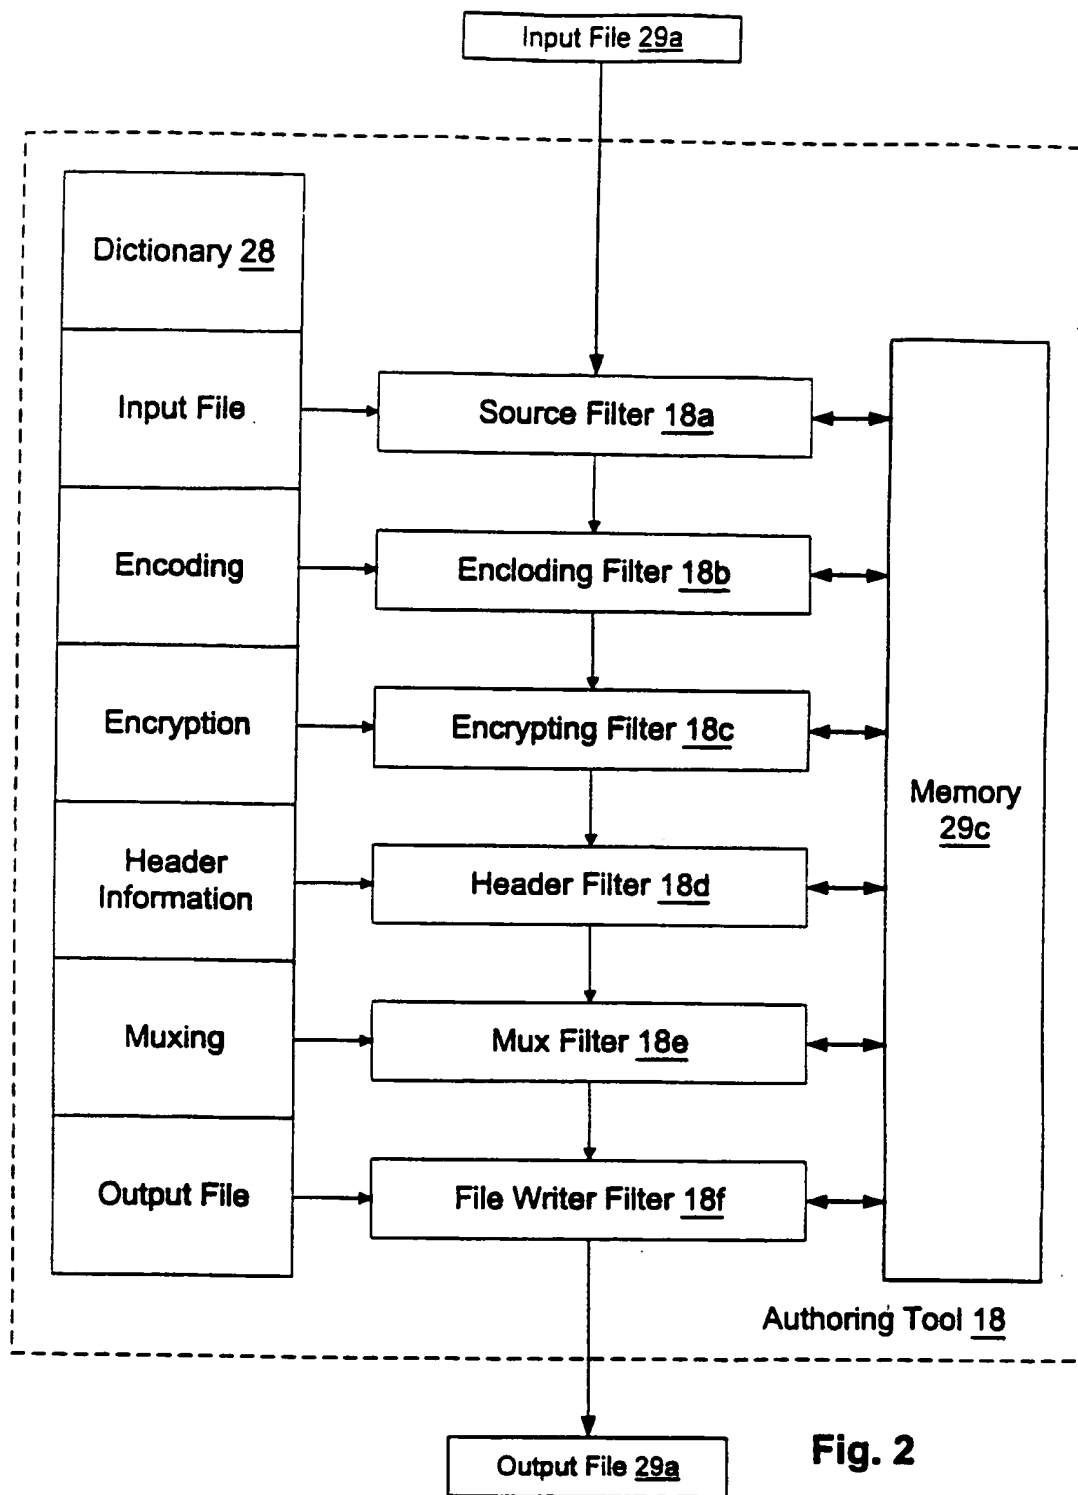 Input File 29a
Dictionary 28
Input File
Source Filter 18a
Encoding
Encloding Filter 18b
Encryption
Encrypting Filter 18c
Memory
29c
Header
Information
Header Filter 18d
Muxing
Mux Filter 18e
Output File
File Writer Filter 18f
Authoring Tool 18
Output File 29a
Fig. 2